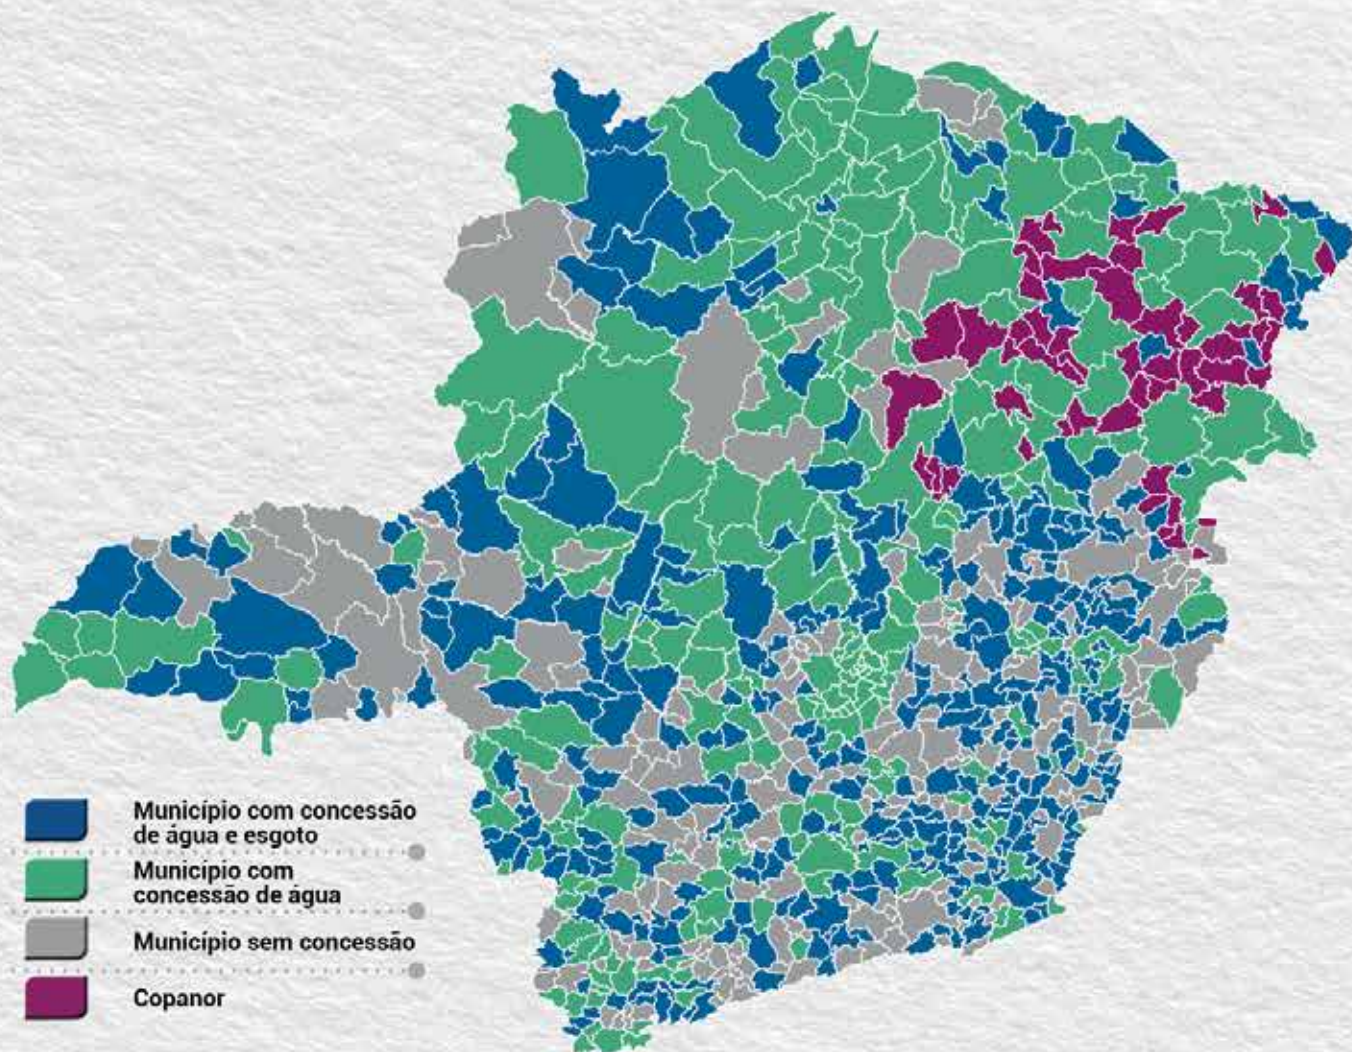 Município com concessão
de água e esgoto
Município com
concessão de água
Município sem concessão
Copanor